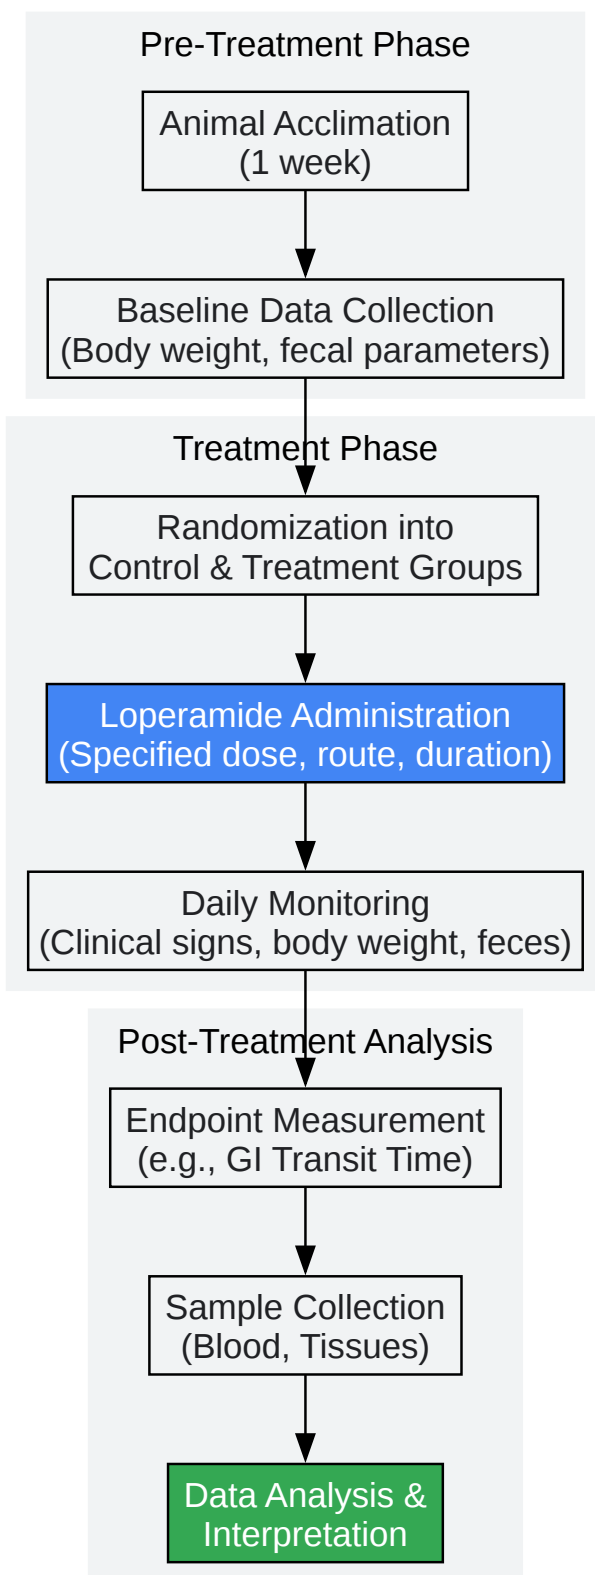 Pre-Treatment Phase
Animal Acclimation
(1 week)
Baseline Data Collection
(Body weight, fecal parameters)
Treatment Phase
Randomization into
Control & Treatment Groups
Loperamide Administration
(Specified dose, route, duration)
Daily Monitoring
(Clinical signs, body weight, feces)
Post-Treatment Analysis
Endpoint Measurement
(e.g., GI Transit Time)
Sample Collection
(Blood, Tissues)
Data Analysis &
Interpretation